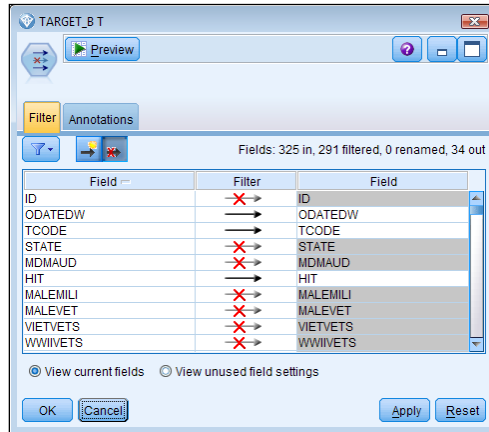 TARGET_B T
Preview
Filter Annotations
Fields: 325 in, 291 filtered, 0 renamed, 34 out
Field Filter Field
ID ID
ODATEDW ODATEDW
TCODE TCODE
STATE STATE
MDMAUD MDMAUD
HIT HIT
MALEMILI MALEMILI
MALEVET MALEVET
VIETVETS VIETVETS
WWIIVETS WWIIVETS
View current fields View unused field settings
OK Cancel Apply Reset